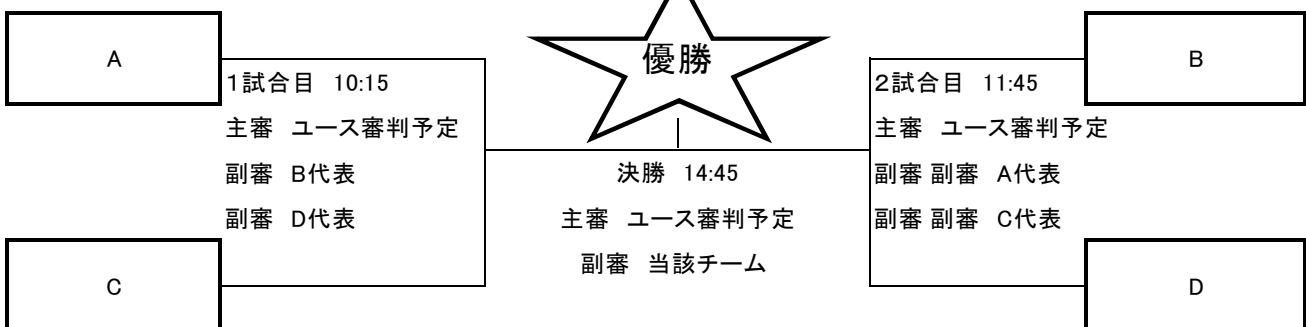 A
優勝
B
1試合目 10:15
主審 ユース審判予定
副審 B代表
副審 D代表
2試合目 11:45
主審 ユース審判予定
副審 副審 A代表
副審 副審 C代表
決勝 14:45
主審 ユース審判予定
副審 当該チーム
C
D